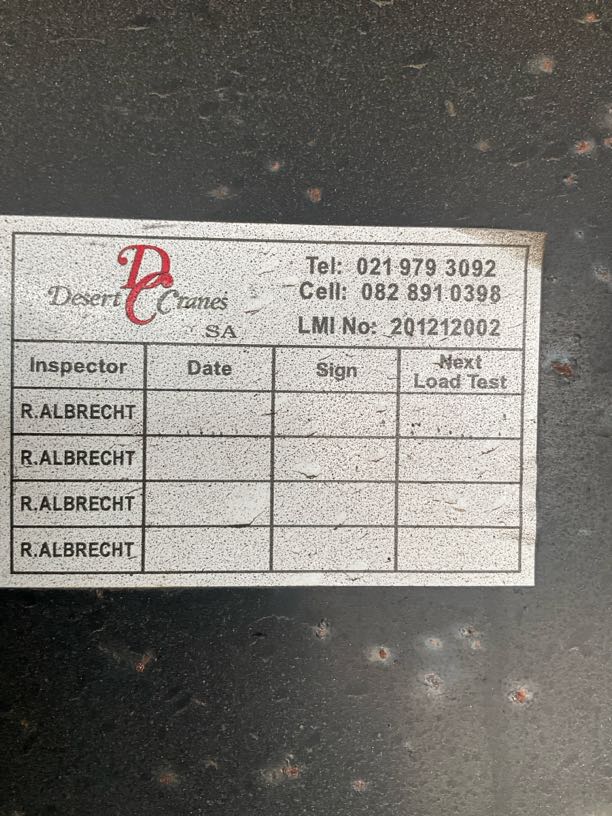 DC
Desert Cranes
SA
Tel: 021 979 3092
Cell: 082 891 0398
LMI No: 201212002
Inspector Date Sign Next Load Test
R.ALBRECHT
R.ALBRECHT
R.ALBRECHT
R.ALBRECHT